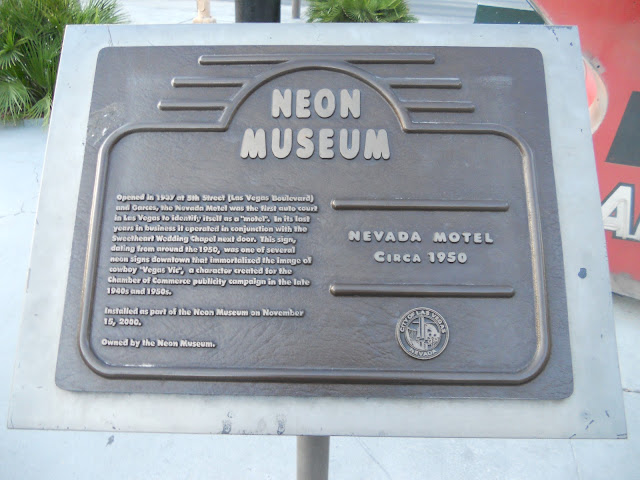 NEON
MUSEUM
Opened in 1937 at 5th Street (Las Vegas Boulevard)
and Garces, the Nevada Motel was the first auto court
in Las Vegas to identify itself as a "motel". In its last
years in business it operated in conjunction with the
Sweetheart Wedding Chapel next door. This sign,
dating from around the 1950, was one of several
neon signs downtown that immortalized the image of
cowboy "Vegas Vic", a character created for the
Chamber of Commerce publicity campaign in the late
1940s and 1950s.
Installed as part of the Neon Museum on November
15, 2000.
Owned by the Neon Museum.
NEVADA MOTEL
CIRCA 1950
CITY OF LAS VEGAS
NEVADA